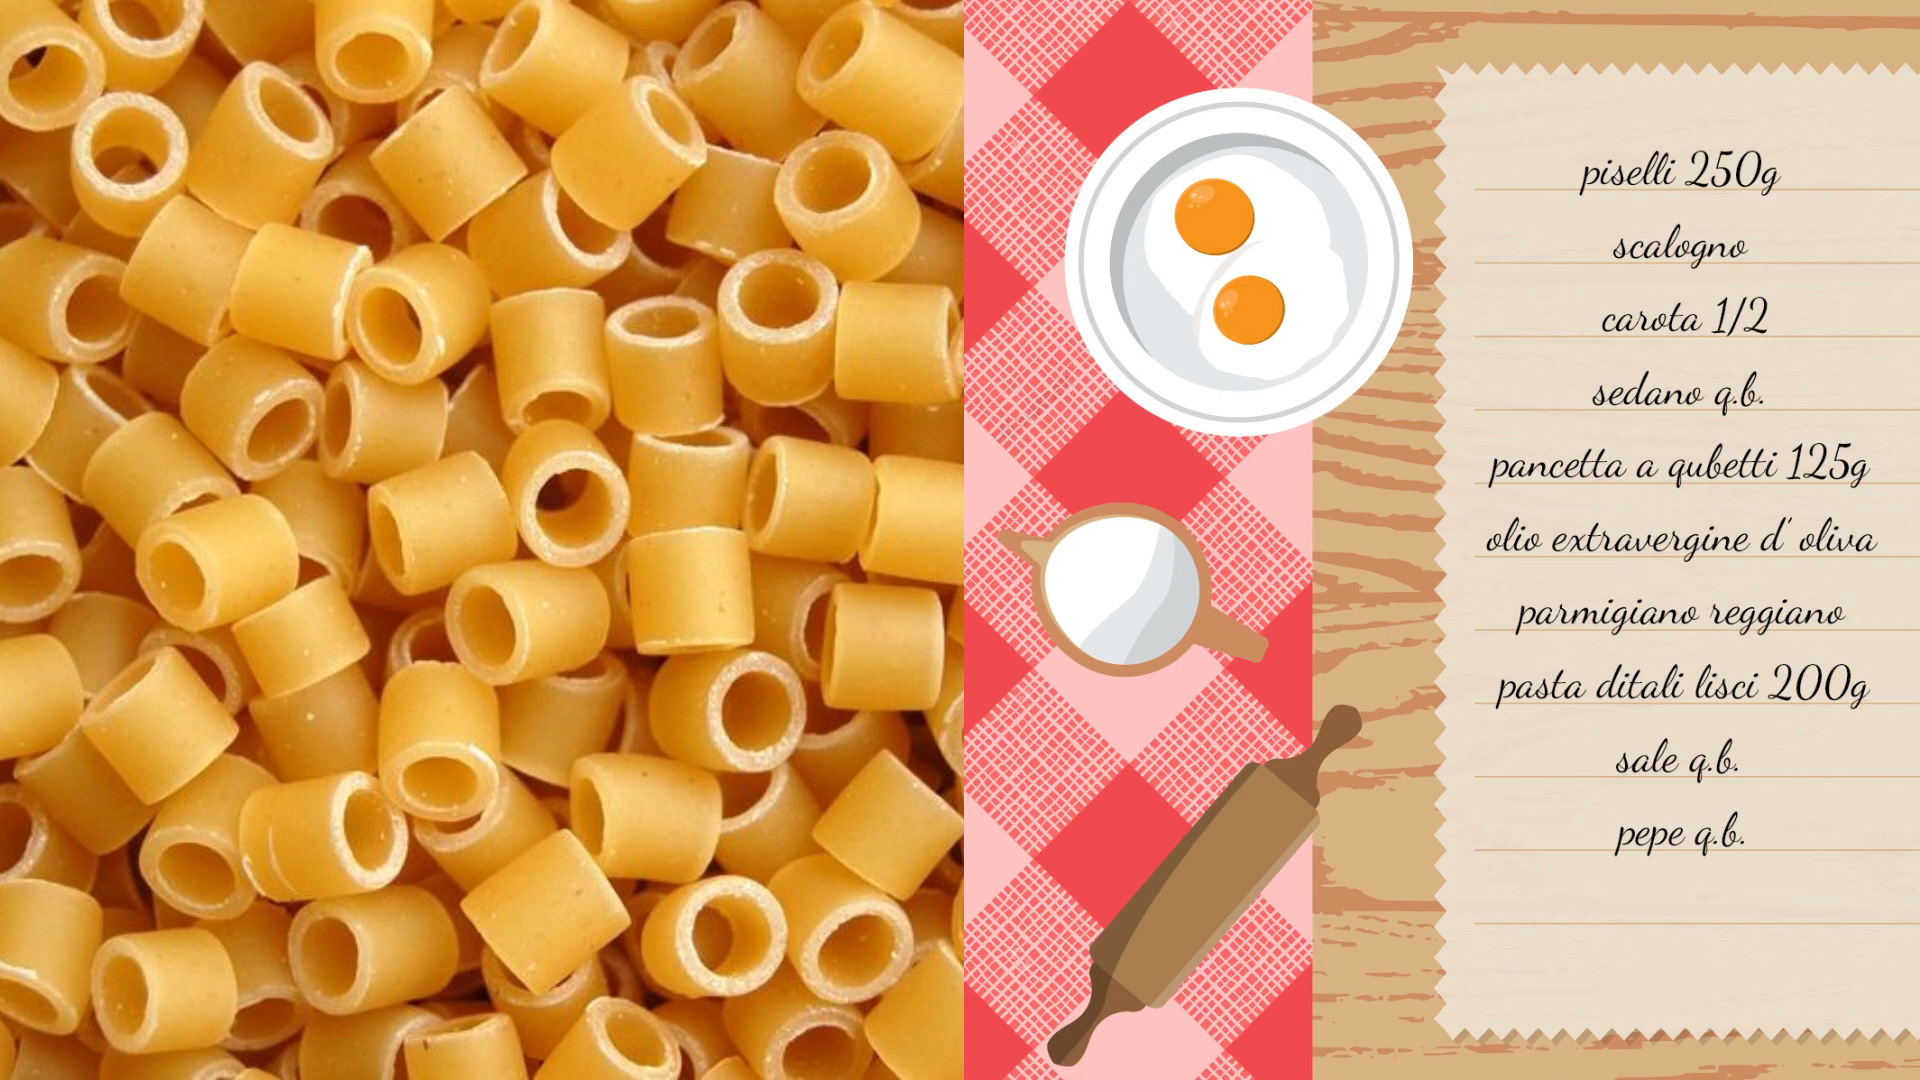 piselli 250g
scalogno
carota 1/2
sedano q.b.
pancetta a qubetti 125g
olio extravergine d' oliva
parmigiano reggiano
pasta ditali lisci 200g
sale q.b.
pepe q.b.